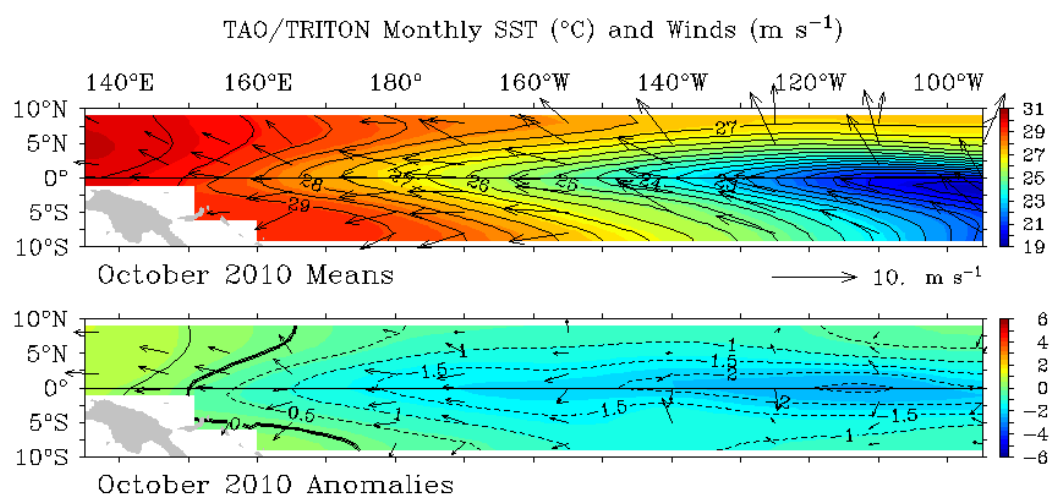 TAO/TRITON Monthly SST (°C) and Winds (m s⁻¹)
140°E 160°E 180° 160°W 140°W 120°W 100°W
10°N
5°N
0°
5°S
10°S
27
28
27
26
25
24
29
31
29
27
25
23
21
19
October 2010 Means
10. m s⁻¹
10°N
5°N
0°
5°S
10°S
1
1.5
1
1.5
2
1.5
2
1.5
0.5
0
1
1
6
4
2
0
-2
-4
-6
October 2010 Anomalies